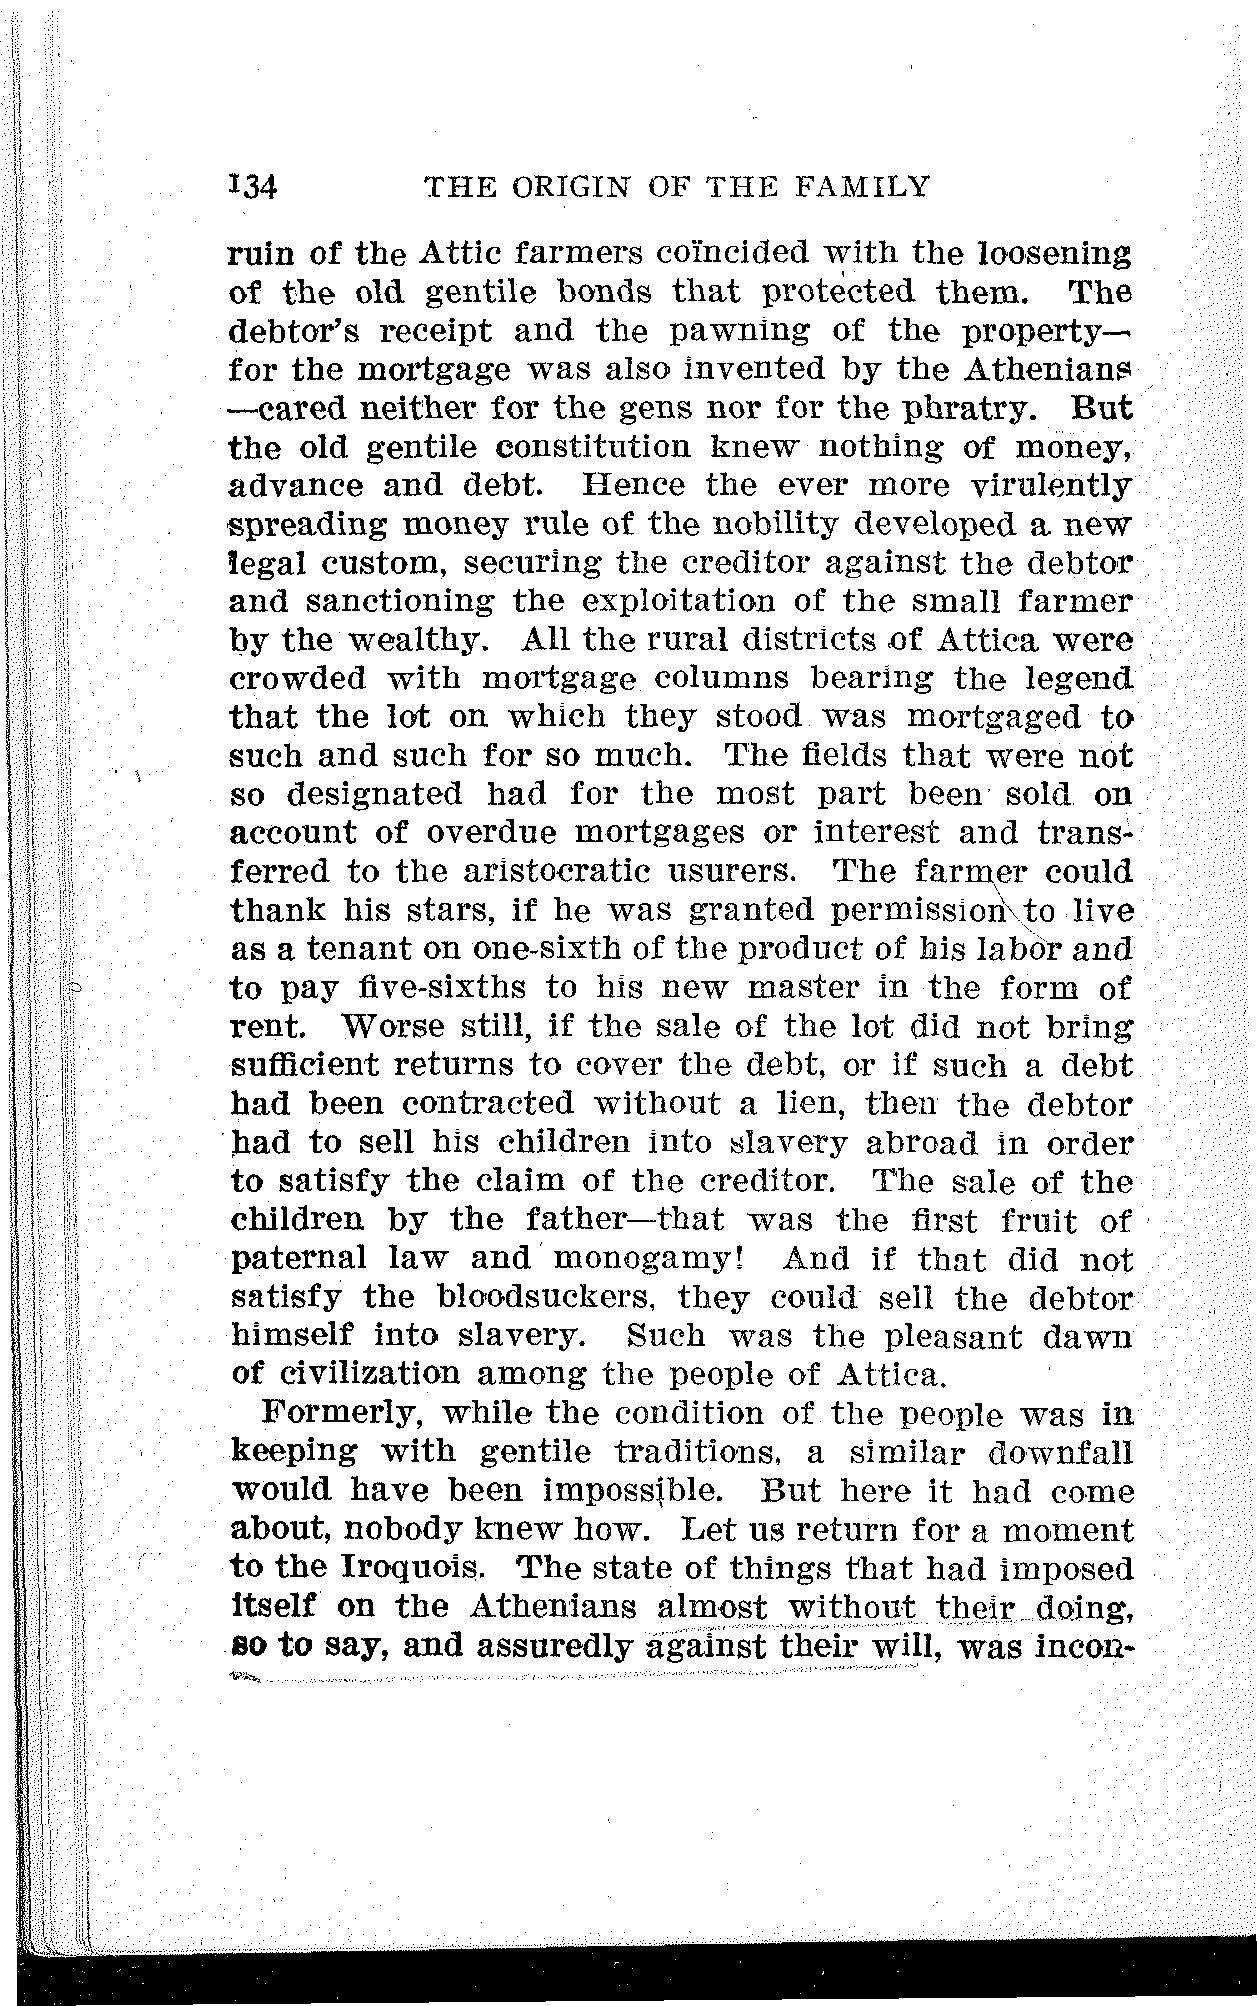 134 THE ORIGIN OF THE FAMILY
ruin of the Attic farmers coïncided with the loosening
of the old gentile bonds that protected them. The
debtor's receipt and the pawning of the property—
for the mortgage was also invented by the Athenians
—cared neither for the gens nor for the phratry. But
the old gentile constitution knew nothing of money,
advance and debt. Hence the ever more virulently
spreading money rule of the nobility developed a new
legal custom, securing the creditor against the debtor
and sanctioning the exploitation of the small farmer
by the wealthy. All the rural districts of Attica were
crowded with mortgage columns bearing the legend
that the lot on which they stood was mortgaged to
such and such for so much. The fields that were not
so designated had for the most part been sold on
account of overdue mortgages or interest and trans-
ferred to the aristocratic usurers. The farmer could
thank his stars, if he was granted permission to live
as a tenant on one-sixth of the product of his labor and
to pay five-sixths to his new master in the form of
rent. Worse still, if the sale of the lot did not bring
sufficient returns to cover the debt, or if such a debt
had been contracted without a lien, then the debtor
had to sell his children into slavery abroad in order
to satisfy the claim of the creditor. The sale of the
children by the father—that was the first fruit of
paternal law and monogamy! And if that did not
satisfy the bloodsuckers, they could sell the debtor
himself into slavery. Such was the pleasant dawn
of civilization among the people of Attica.
Formerly, while the condition of the people was in
keeping with gentile traditions, a similar downfall
would have been impossible. But here it had come
about, nobody knew how. Let us return for a moment
to the Iroquois. The state of things that had imposed
itself on the Athenians almost without their doing,
so to say, and assuredly against their will, was incon-